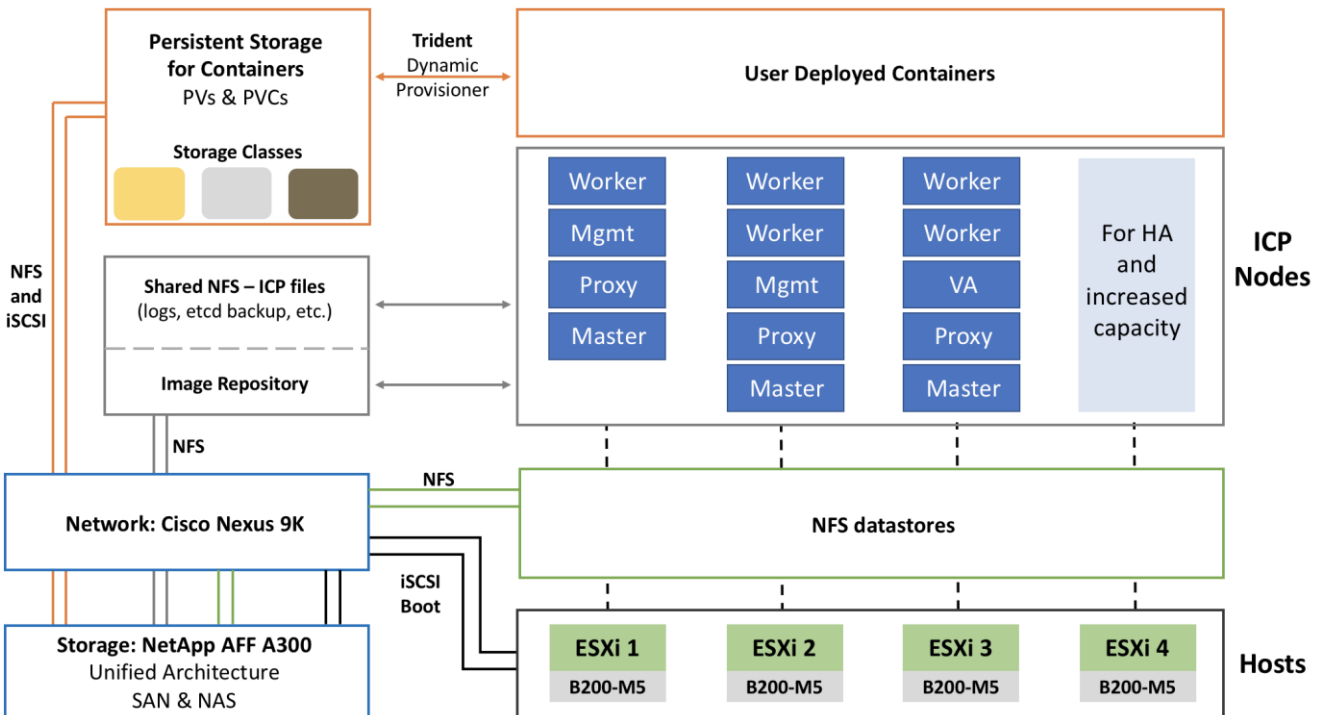 Persistent Storage
for Containers
PVs & PVCs
Storage Classes
Trident
Dynamic
Provisioner
User Deployed Containers
NFS
and
iSCSI
Shared NFS – ICP files
(logs, etcd backup, etc.)
Image Repository
NFS
Worker
Mgmt
Proxy
Master
Worker
Worker
Mgmt
Proxy
Master
Worker
Worker
VA
Proxy
Master
For HA
and
increased
capacity
ICP
Nodes
Network: Cisco Nexus 9K
NFS
NFS datastores
iSCSI
Boot
Storage: NetApp AFF A300
Unified Architecture
SAN & NAS
ESXi 1
B200-M5
ESXi 2
B200-M5
ESXi 3
B200-M5
ESXi 4
B200-M5
Hosts